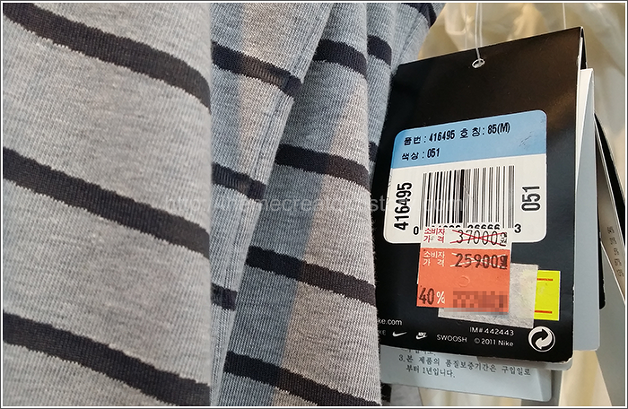 품번 : 416495 호칭: 85(M)
색상 : 051
416495
051
소비자
가 격 37000원
소비자
가 격 25900원
40%
IM# 442443
SWOOSH © 2011 Nike
3. 본 제품의 품질보증기간은 구입일로
부터 1년입니다.